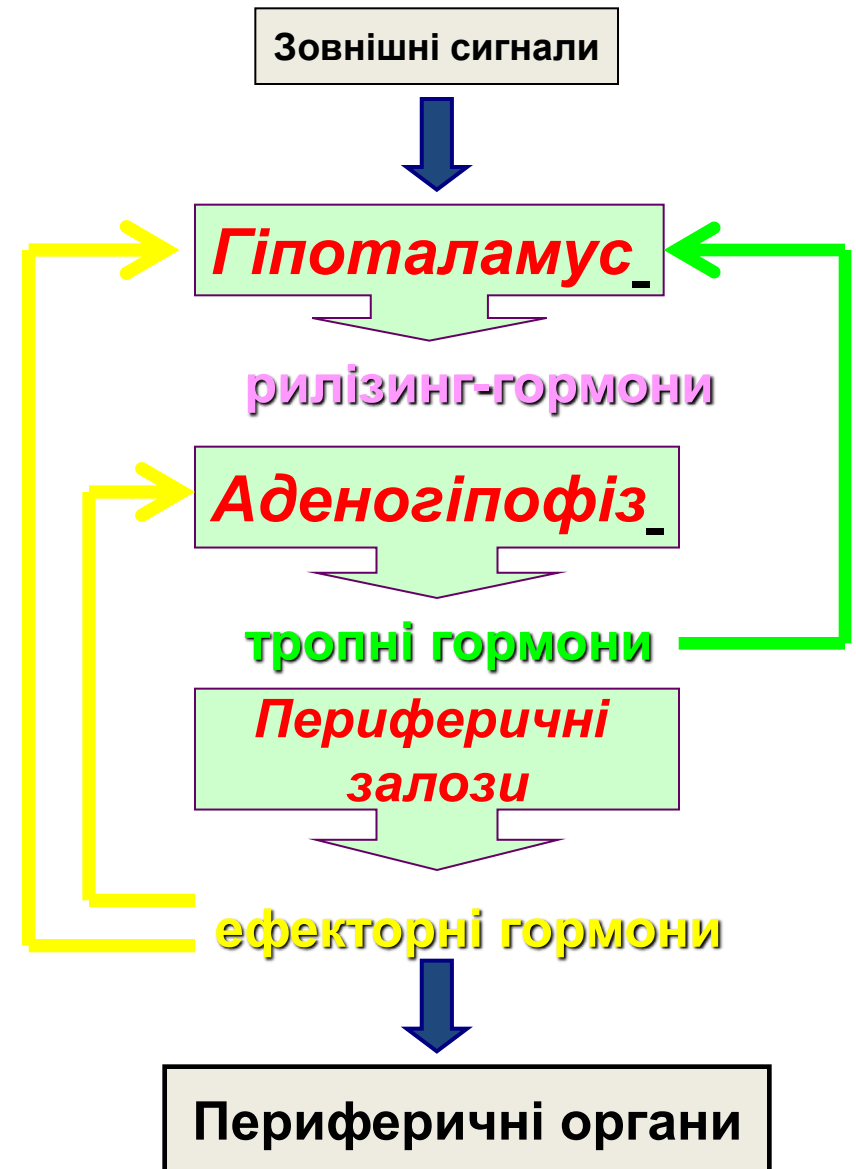 Зовнішні сигнали
Гіпоталамус
рилізинг-гормони
Аденогіпофіз
тропні гормони
Периферичні
залози
ефекторні гормони
Периферичні органи